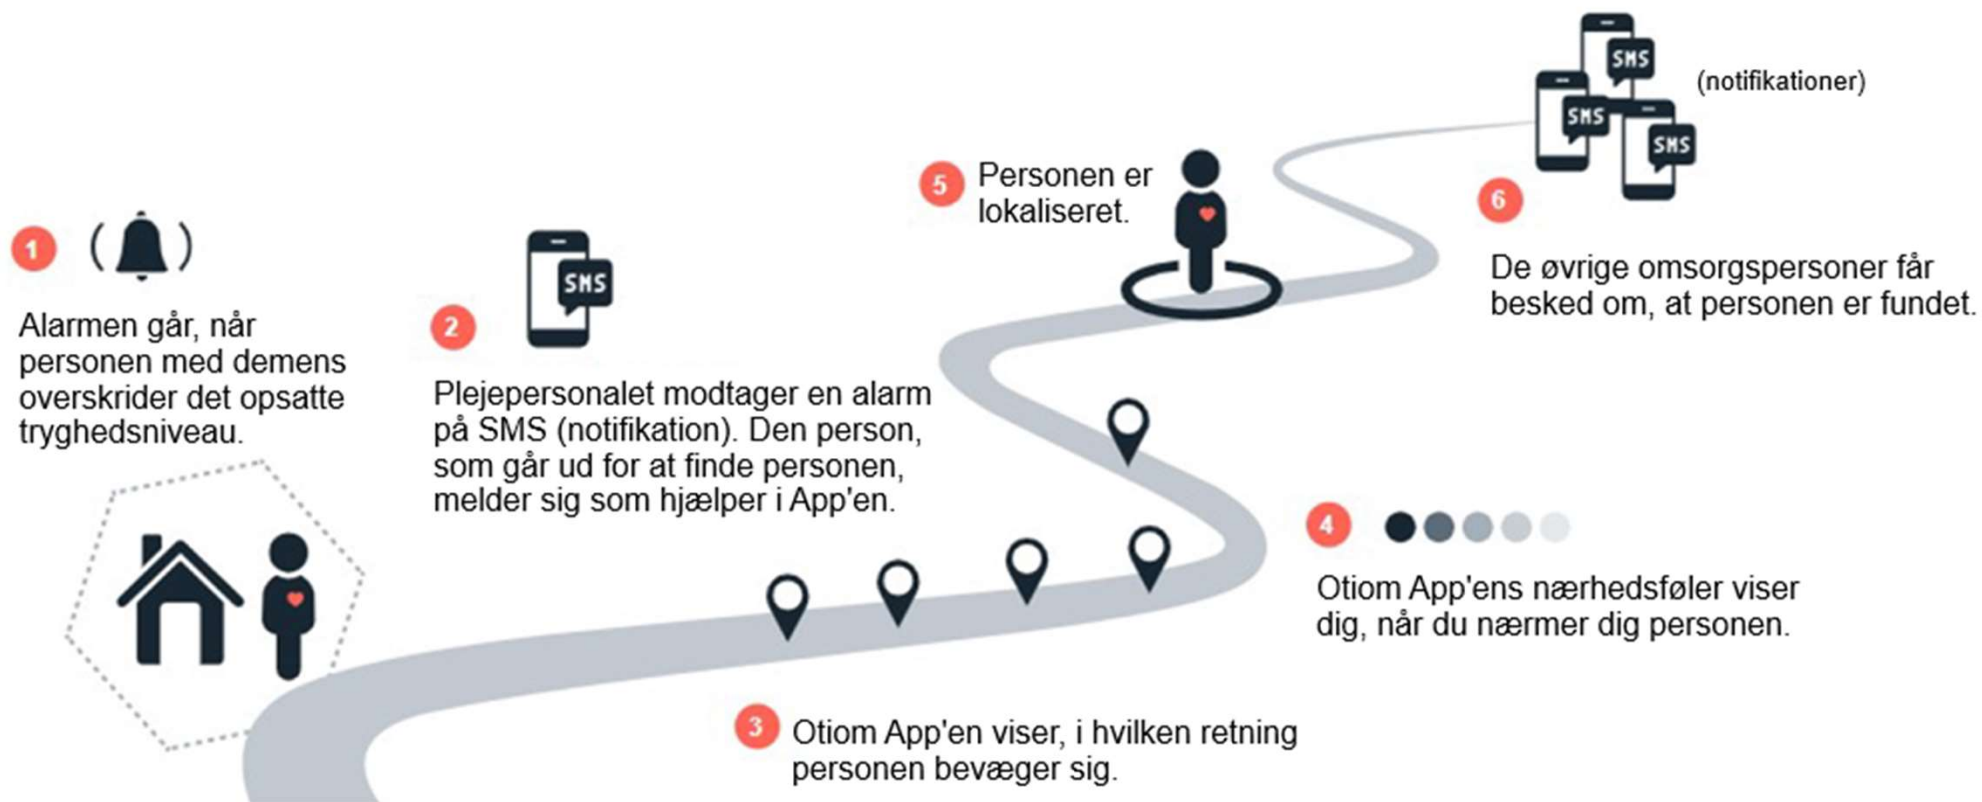 1
Alarmen går, når
personen med demens
overskrider det opsatte
tryghedsniveau.
2
SMS
Plejepersonalet modtager en alarm
på SMS (notifikation). Den person,
som går ud for at finde personen,
melder sig som hjælper i App'en.
3
Otiom App'en viser, i hvilken retning
personen bevæger sig.
4
Otiom App'ens nærhedsføler viser
dig, når du nærmer dig personen.
5
Personen er
lokaliseret.
6
SMS
SMS
SMS
(notifikationer)
De øvrige omsorgspersoner får
besked om, at personen er fundet.